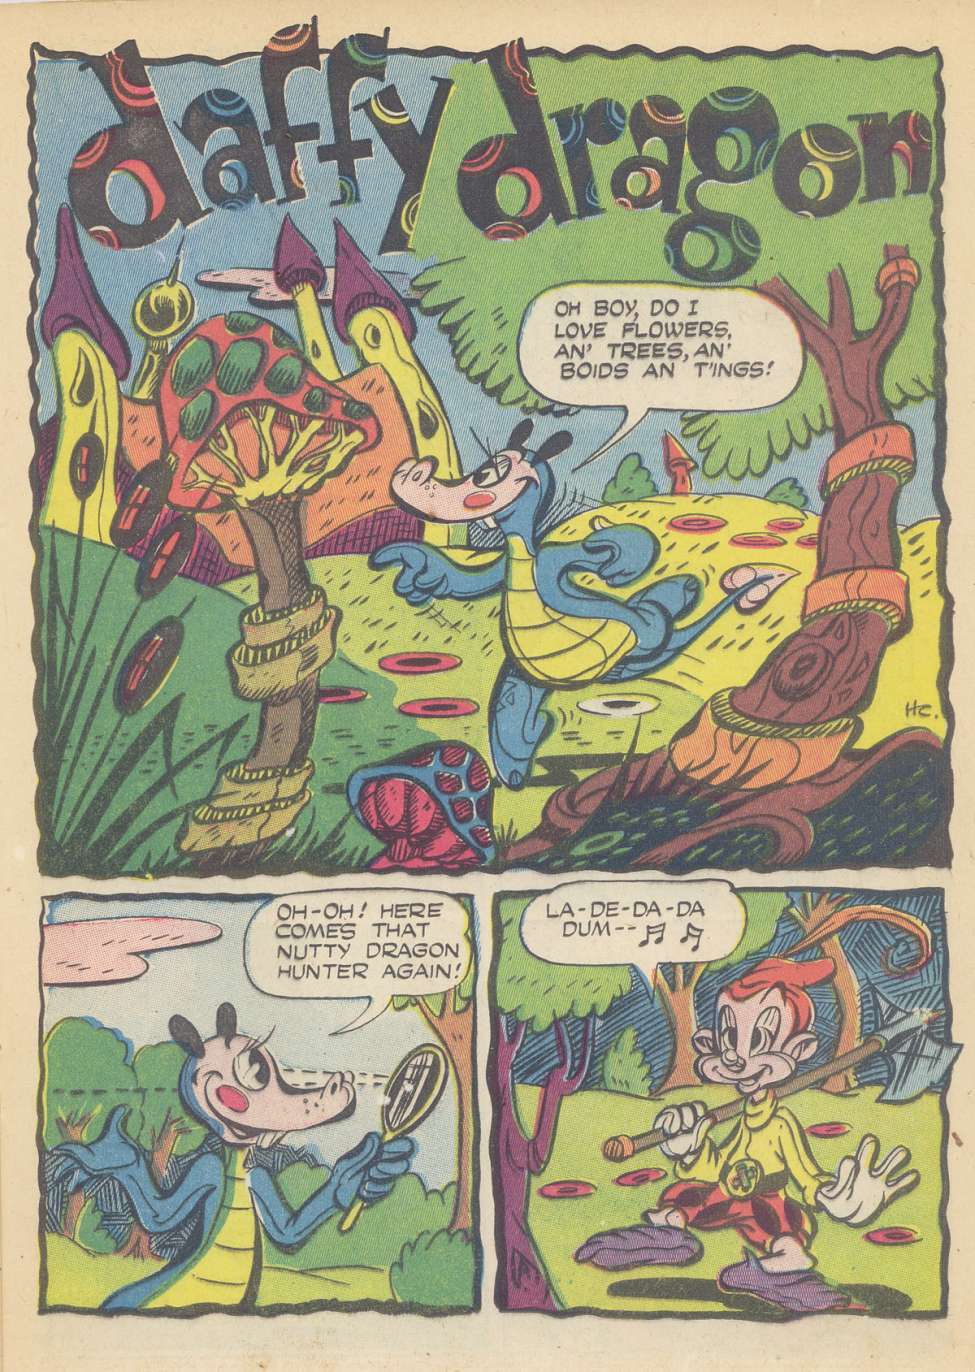 daffy dragon
OH BOY, DO I
LOVE FLOWERS,
AN' TREES, AN'
BOIDS AN T'INGS!
HC.
OH-OH! HERE
COMES THAT
NUTTY DRAGON
HUNTER AGAIN!
LA-DE-DA-DA
DUM--